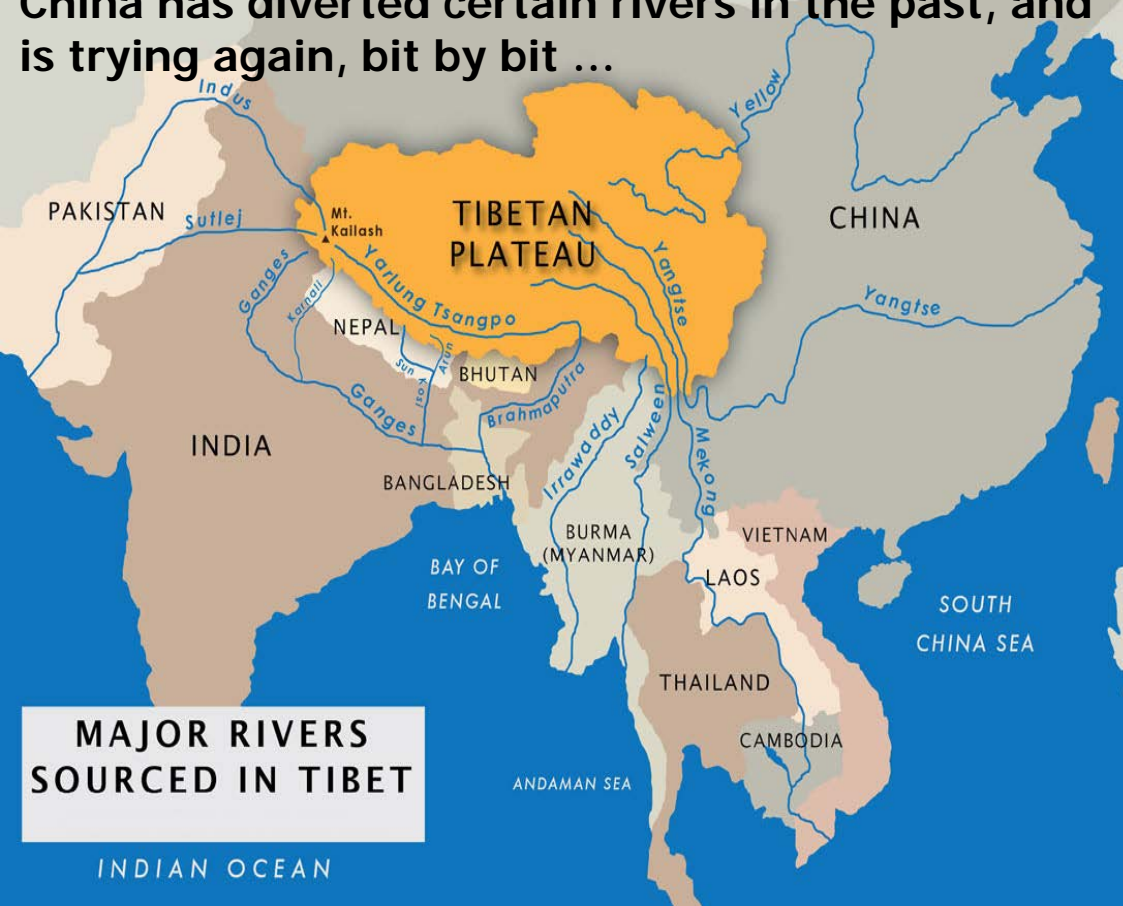 China has diverted certain rivers in the past, and
is trying again, bit by bit ...
Indus
Yellow
PAKISTAN
Sutlej
Mt.
Kailash
TIBETAN
PLATEAU
CHINA
Ganges
Karnali
Yarlung Tsangpo
Yangtse
Yangtse
NEPAL
Sun Kosi
Arun
BHUTAN
Brahmaputra
Ganges
INDIA
BANGLADESH
Irrawaddy
Salween
Mekong
BURMA
(MYANMAR)
VIETNAM
LAOS
BAY OF
BENGAL
SOUTH
CHINA SEA
THAILAND
CAMBODIA
MAJOR RIVERS
SOURCED IN TIBET
ANDAMAN SEA
INDIAN OCEAN